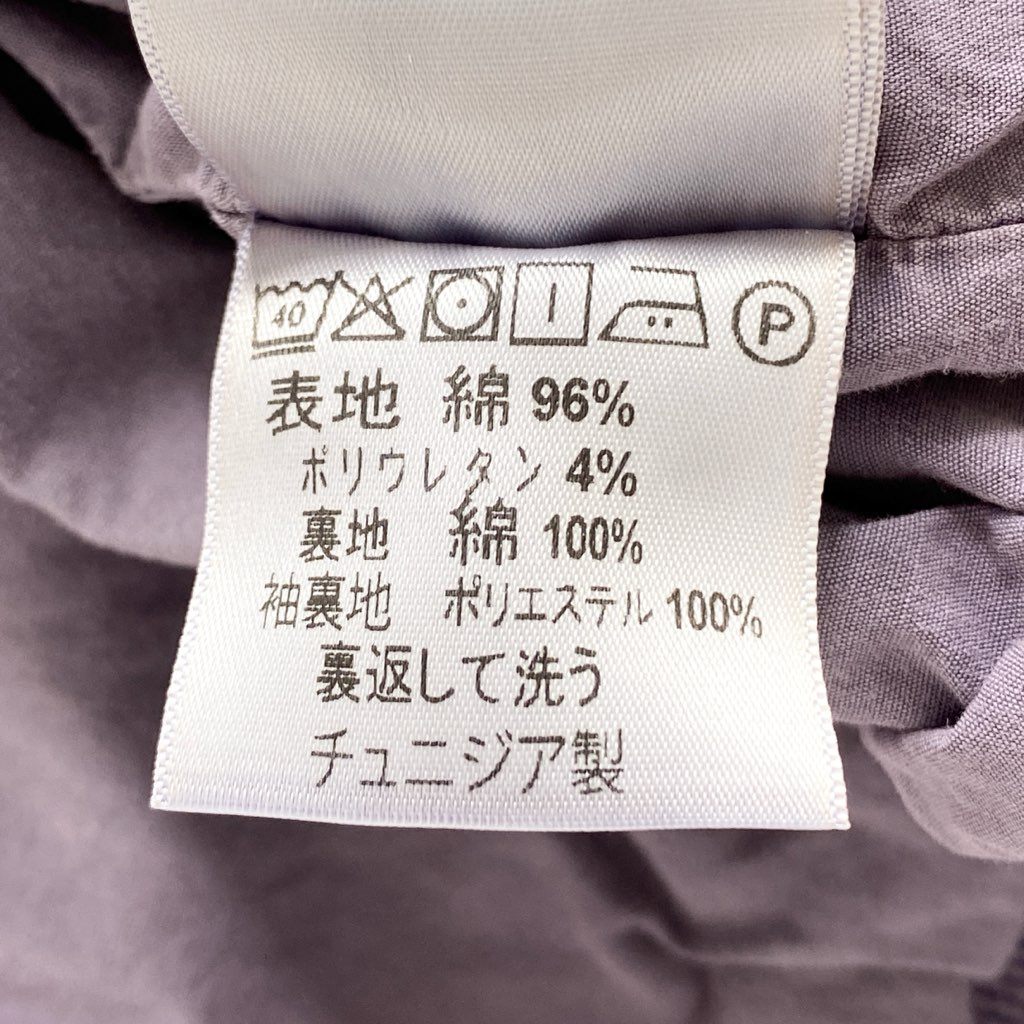 40 P
表地 綿 96%
ポリウレタン 4%
裏地 綿 100%
袖裏地 ポリエステル 100%
裏返して洗う
チュニジア製